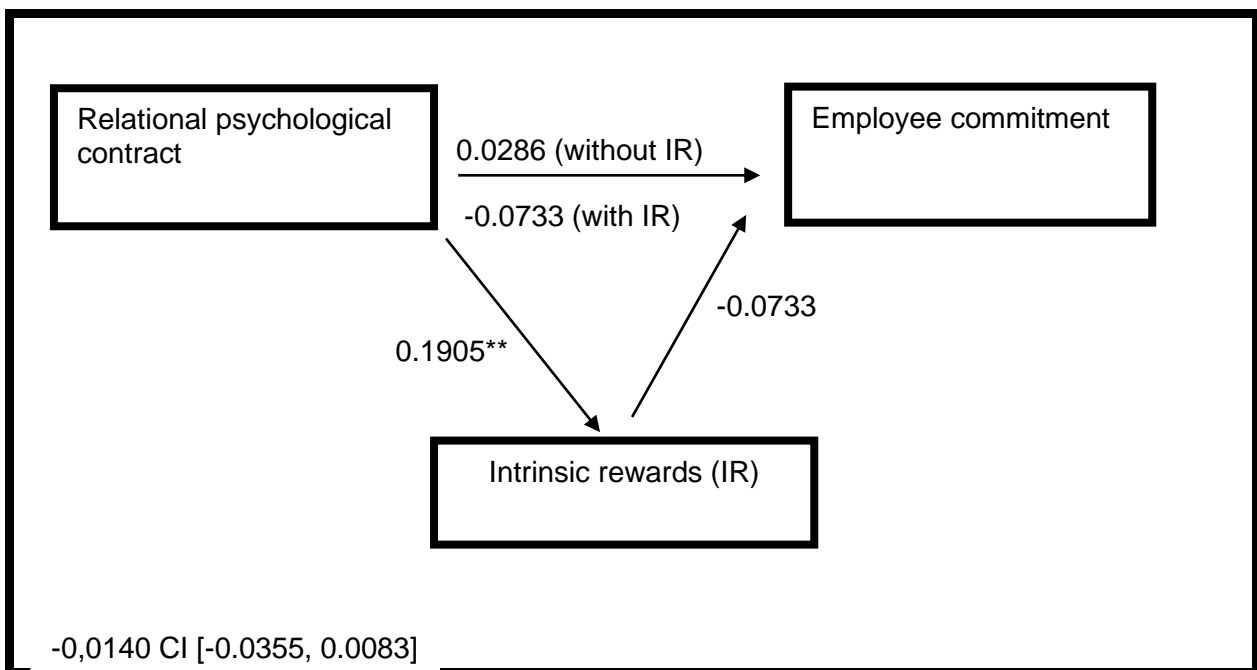 Relational psychological
contract
Employee commitment
0.0286 (without IR)
-0.0733 (with IR)
-0.0733
0.1905**
Intrinsic rewards (IR)
-0,0140 CI [-0.0355, 0.0083]